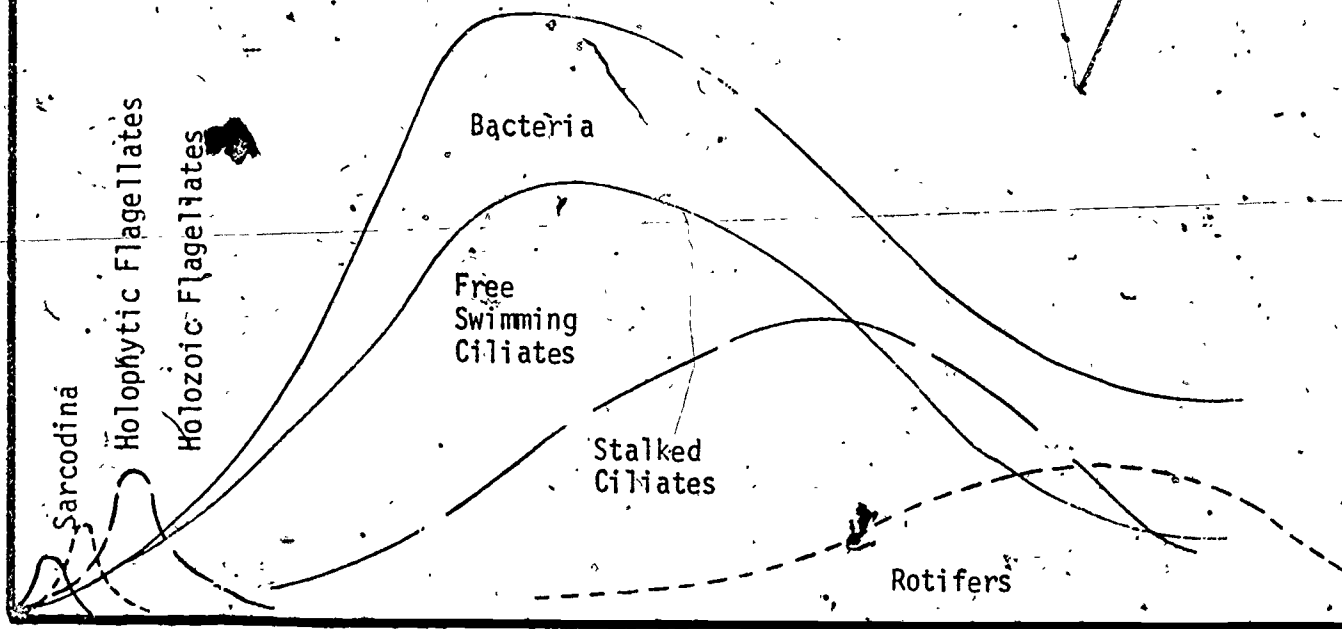 Sarcodina
Holophytic Flagellates
Holozoic Flagellates
Bacteria
Free
Swimming
Ciliates
Stalked
Ciliates
Rotifers